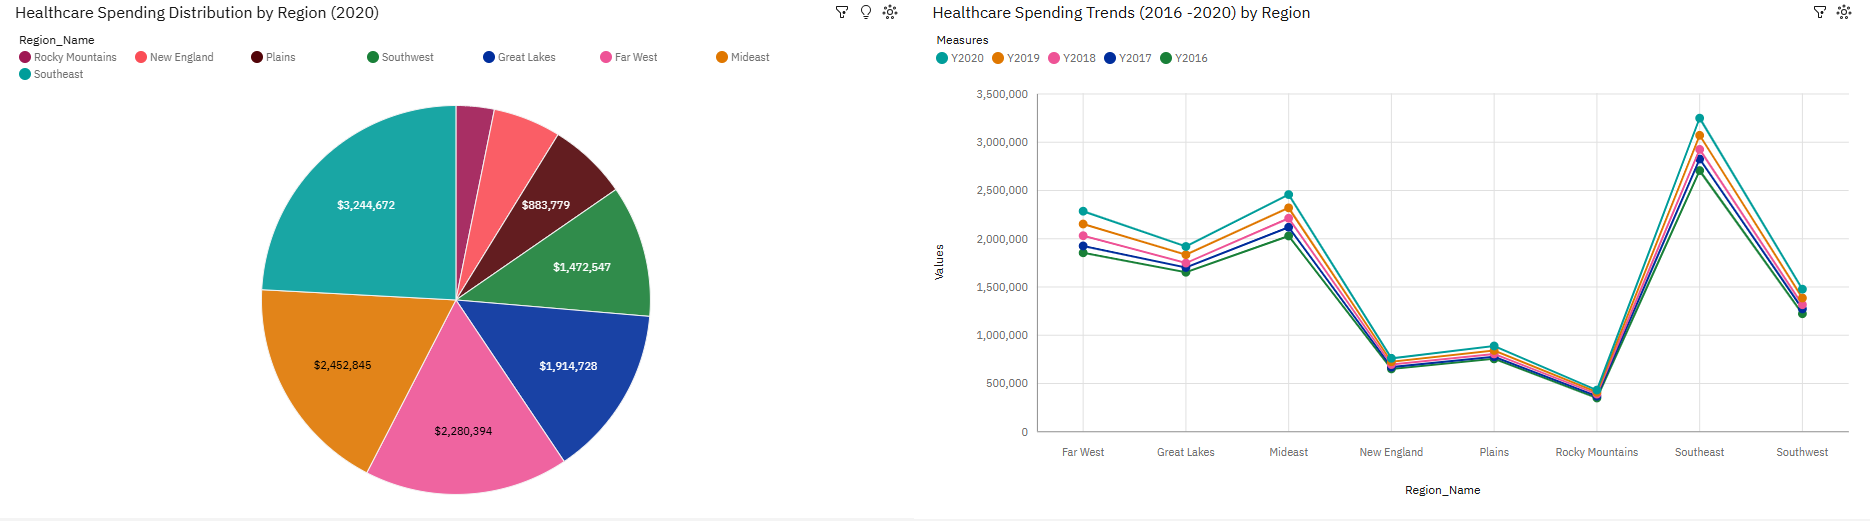 Healthcare Spending Distribution by Region (2020)
Region_Name
Rocky Mountains New England Plains Southwest Great Lakes Far West Mideast
Southeast
$3,244,672
$883,779
$1,472,547
$2,452,845
$1,914,728
$2,280,394
Healthcare Spending Trends (2016 -2020) by Region
Measures
Y2020 Y2019 Y2018 Y2017 Y2016
3,500,000
3,000,000
2,500,000
2,000,000
1,500,000
1,000,000
500,000
0
Values
Far West Great Lakes Mideast New England Plains Rocky Mountains Southeast Southwest
Region_Name